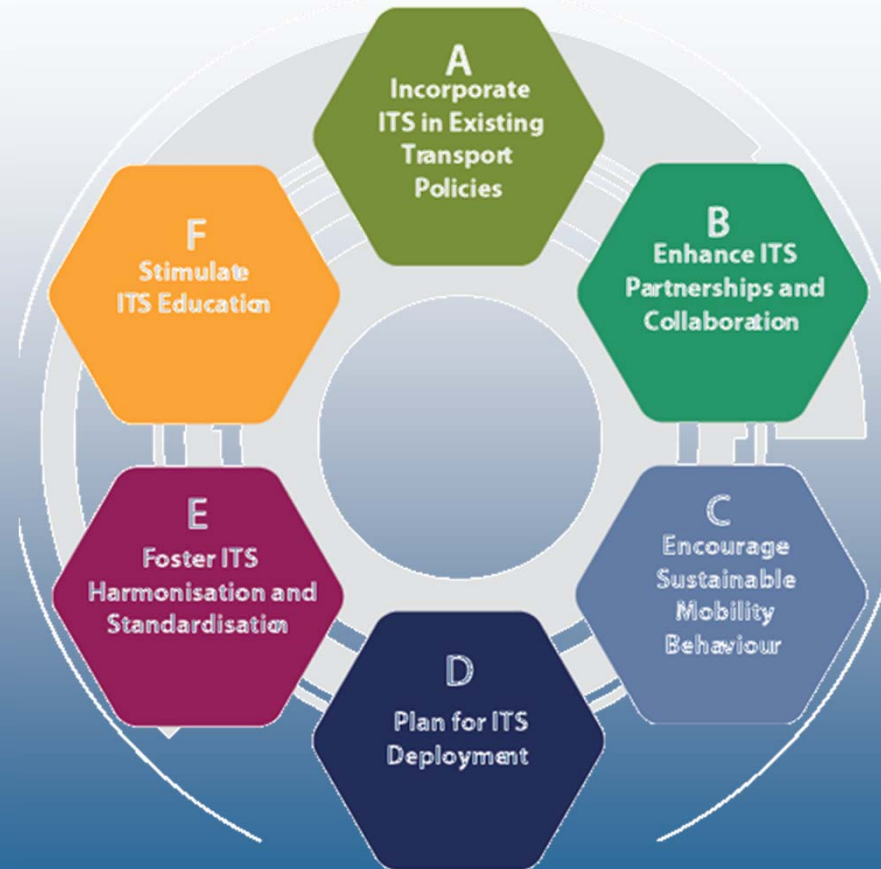 A
Incorporate
ITS in Existing
Transport
Policies
B
Enhance ITS
Partnerships and
Collaboration
C
Encourage
Sustainable
Mobility
Behaviour
D
Plan for ITS
Deployment
E
Foster ITS
Harmonisation and
Standardisation
F
Stimulate
ITS Education